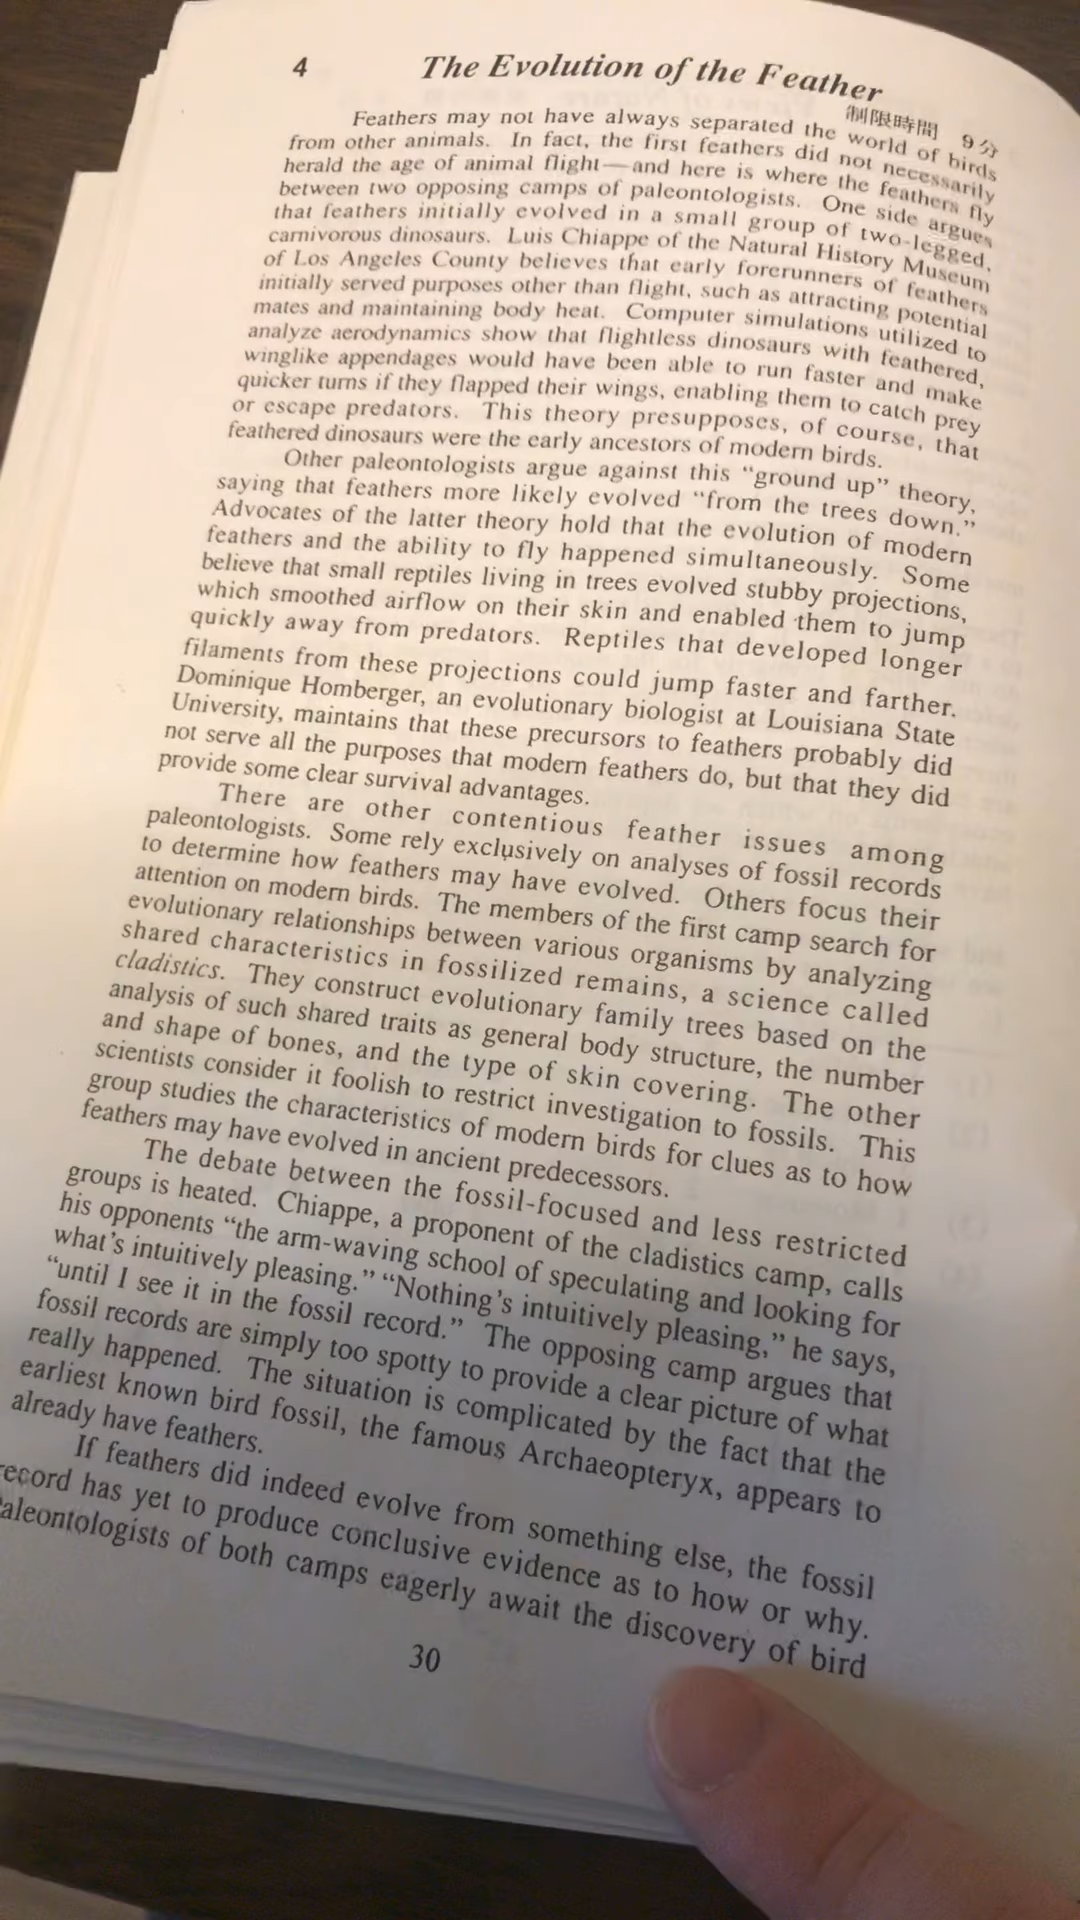 4 The Evolution of the Feather
制限時間 9分
Feathers may not have always separated the world of birds
from other animals. In fact, the first feathers did not necessarily
herald the age of animal flight—and here is where the feathers fly
between two opposing camps of paleontologists. One side argues
that feathers initially evolved in a small group of two-legged,
carnivorous dinosaurs. Luis Chiappe of the Natural History Museum
of Los Angeles County believes that early forerunners of feathers
initially served purposes other than flight, such as attracting potential
mates and maintaining body heat. Computer simulations utilized to
analyze aerodynamics show that flightless dinosaurs with feathered,
winglike appendages would have been able to run faster and make
quicker turns if they flapped their wings, enabling them to catch prey
or escape predators. This theory presupposes, of course, that
feathered dinosaurs were the early ancestors of modern birds.
Other paleontologists argue against this “ground up” theory,
saying that feathers more likely evolved “from the trees down.”
Advocates of the latter theory hold that the evolution of modern
feathers and the ability to fly happened simultaneously. Some
believe that small reptiles living in trees evolved stubby projections,
which smoothed airflow on their skin and enabled them to jump
quickly away from predators. Reptiles that developed longer
filaments from these projections could jump faster and farther.
Dominique Homberger, an evolutionary biologist at Louisiana State
University, maintains that these precursors to feathers probably did
not serve all the purposes that modern feathers do, but that they did
provide some clear survival advantages.
There are other contentious feather issues among
paleontologists. Some rely exclusively on analyses of fossil records
to determine how feathers may have evolved. Others focus their
attention on modern birds. The members of the first camp search for
evolutionary relationships between various organisms by analyzing
shared characteristics in fossilized remains, a science called
cladistics. They construct evolutionary family trees based on the
analysis of such shared traits as general body structure, the number
and shape of bones, and the type of skin covering. The other
scientists consider it foolish to restrict investigation to fossils. This
group studies the characteristics of modern birds for clues as to how
feathers may have evolved in ancient predecessors.
The debate between the fossil-focused and less restricted
groups is heated. Chiappe, a proponent of the cladistics camp, calls
his opponents “the arm-waving school of speculating and looking for
what’s intuitively pleasing.” “Nothing’s intuitively pleasing,” he says,
“until I see it in the fossil record.” The opposing camp argues that
fossil records are simply too spotty to provide a clear picture of what
really happened. The situation is complicated by the fact that the
earliest known bird fossil, the famous Archaeopteryx, appears to
already have feathers.
If feathers did indeed evolve from something else, the fossil
record has yet to produce conclusive evidence as to how or why.
aleontologists of both camps eagerly await the discovery of bird
30